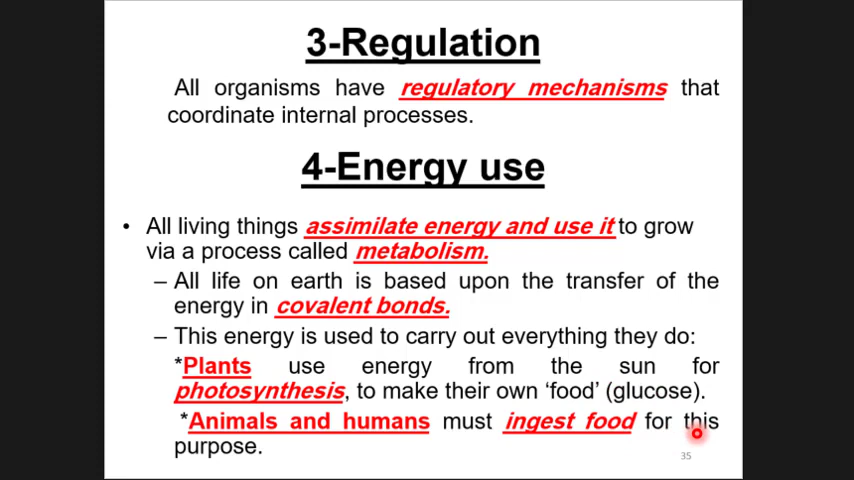 3-Regulation
All organisms have regulatory mechanisms that
coordinate internal processes.
4-Energy use
• All living things assimilate energy and use it to grow
via a process called metabolism.
– All life on earth is based upon the transfer of the
energy in covalent bonds.
– This energy is used to carry out everything they do:
*Plants use energy from the sun for
photosynthesis, to make their own ‘food’ (glucose).
*Animals and humans must ingest food for this
purpose.
35